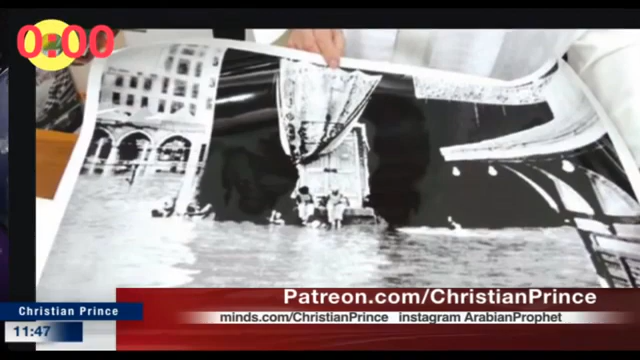 0:00
Patreon.com/ChristianPrince
Christian Prince
minds.com/ChristianPrince instagram ArabianProphet
11:47